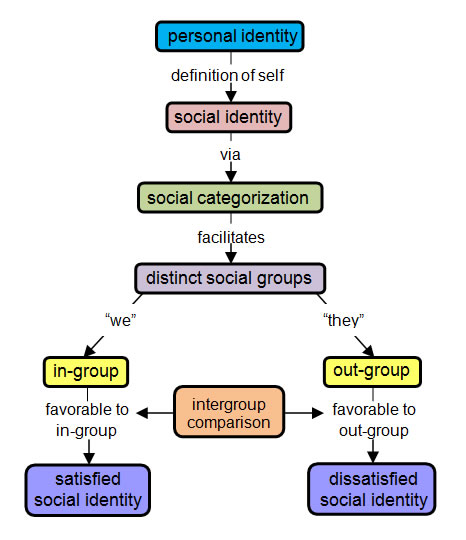 personal identity
definition of self
social identity
via
social categorization
facilitates
distinct social groups
“we”
“they”
in-group
out-group
favorable to
in-group
intergroup
comparison
favorable to
out-group
satisfied
social identity
dissatisfied
social identity